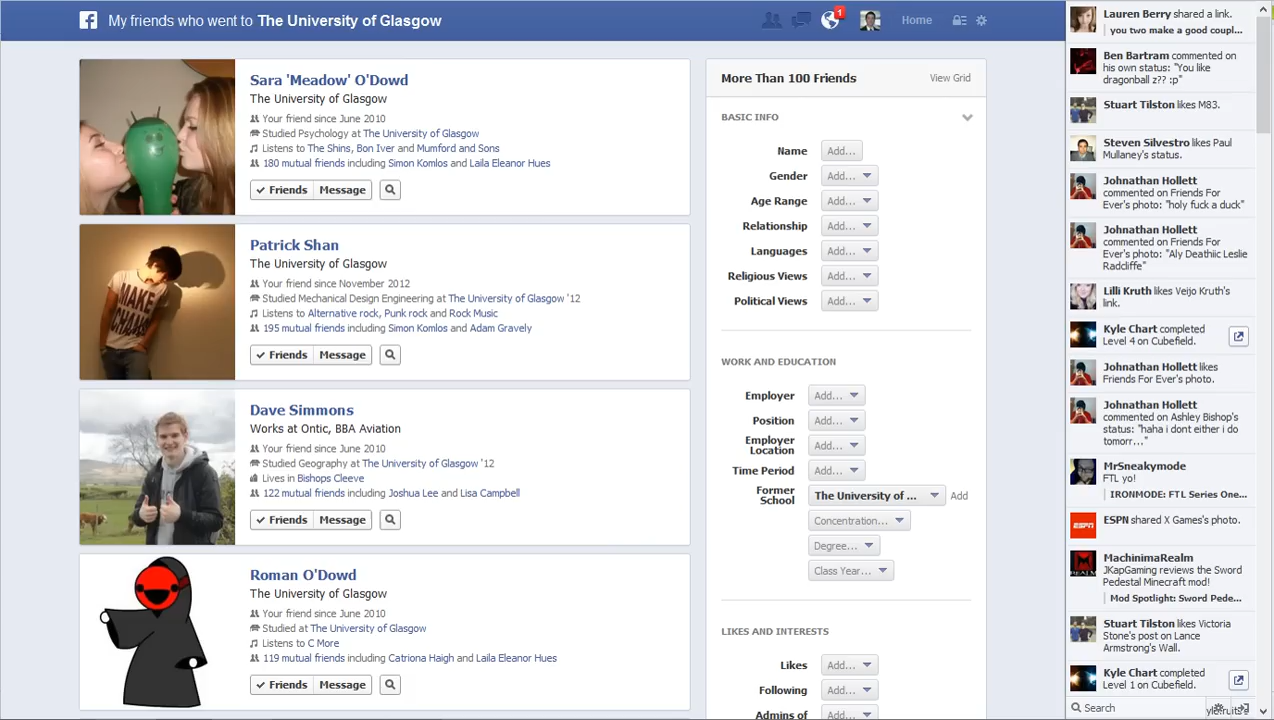 My friends who went to The University of Glasgow
1
Home
Sara 'Meadow' O'Dowd
The University of Glasgow
Your friend since June 2010
Studied Psychology at The University of Glasgow
Listens to The Shins, Bon Iver and Mumford and Sons
180 mutual friends including Simon Komlos and Laila Eleanor Hues
Friends Message
Patrick Shan
The University of Glasgow
Your friend since November 2012
Studied Mechanical Design Engineering at The University of Glasgow '12
Listens to Alternative rock, Punk rock and Rock Music
195 mutual friends including Simon Komlos and Adam Gravely
Friends Message
MAKE
Dave Simmons
Works at Ontic, BBA Aviation
Your friend since June 2010
Studied Geography at The University of Glasgow '12
Lives in Bishops Cleeve
122 mutual friends including Joshua Lee and Lisa Campbell
Friends Message
Roman O'Dowd
The University of Glasgow
Your friend since June 2010
Studied at The University of Glasgow
Listens to C More
119 mutual friends including Catriona Haigh and Laila Eleanor Hues
Friends Message
More Than 100 Friends View Grid
BASIC INFO
Name Add...
Gender Add...
Age Range Add...
Relationship Add...
Languages Add...
Religious Views Add...
Political Views Add...
WORK AND EDUCATION
Employer Add...
Position Add...
Employer
Location Add...
Time Period Add...
Former
School The University of ... Add
Concentration...
Degree...
Class Year...
LIKES AND INTERESTS
Likes Add...
Following Add...
Admins of Add...
Lauren Berry shared a link.
you two make a good coupl...
Ben Bartram commented on
his own status: "You like
dragonball z?? :p"
Stuart Tilston likes M83.
Steven Silvestro likes Paul
Mullaney's status.
Johnathan Hollett
commented on Friends For
Ever's photo: "holy fuck a duck"
Johnathan Hollett
commented on Friends For
Ever's photo: "Aly Deathiic Leslie
Radcliffe"
Lilli Kruth likes Veijo Kruth's
link.
Kyle Chart completed
Level 4 on Cubefield.
Johnathan Hollett likes
Friends For Ever's photo.
Johnathan Hollett
commented on Ashley Bishop's
status: "haha i dont either i do
tomorr..."
MrSneakymode
FTL yo!
IRONMODE: FTL Series One...
ESPN
ESPN shared X Games's photo.
MachinimaRealm
JKapGaming reviews the Sword
Pedestal Minecraft mod!
Mod Spotlight: Sword Pede...
Stuart Tilston likes Victoria
Stone's post on Lance
Armstrong's Wall.
Kyle Chart completed
Level 1 on Cubefield.
Search